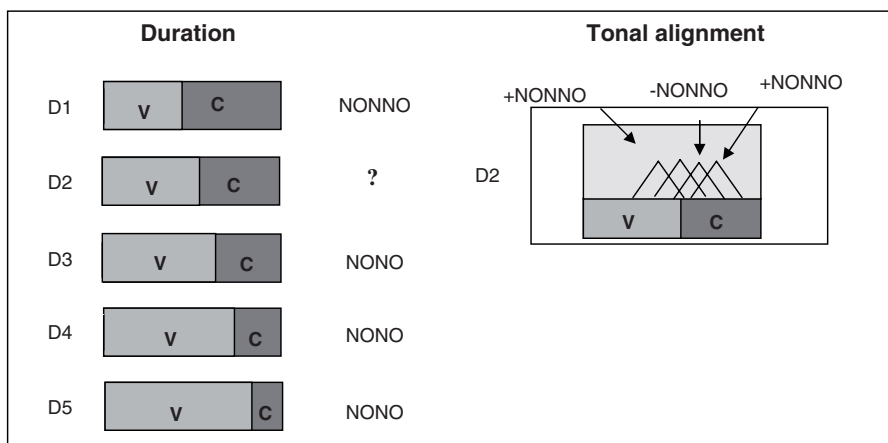 Duration
D1 V C NONNO
D2 V C ?
D3 V C NONO
D4 V C NONO
D5 V C NONO
Tonal alignment
+NONNO -NONNO +NONNO
D2
V C